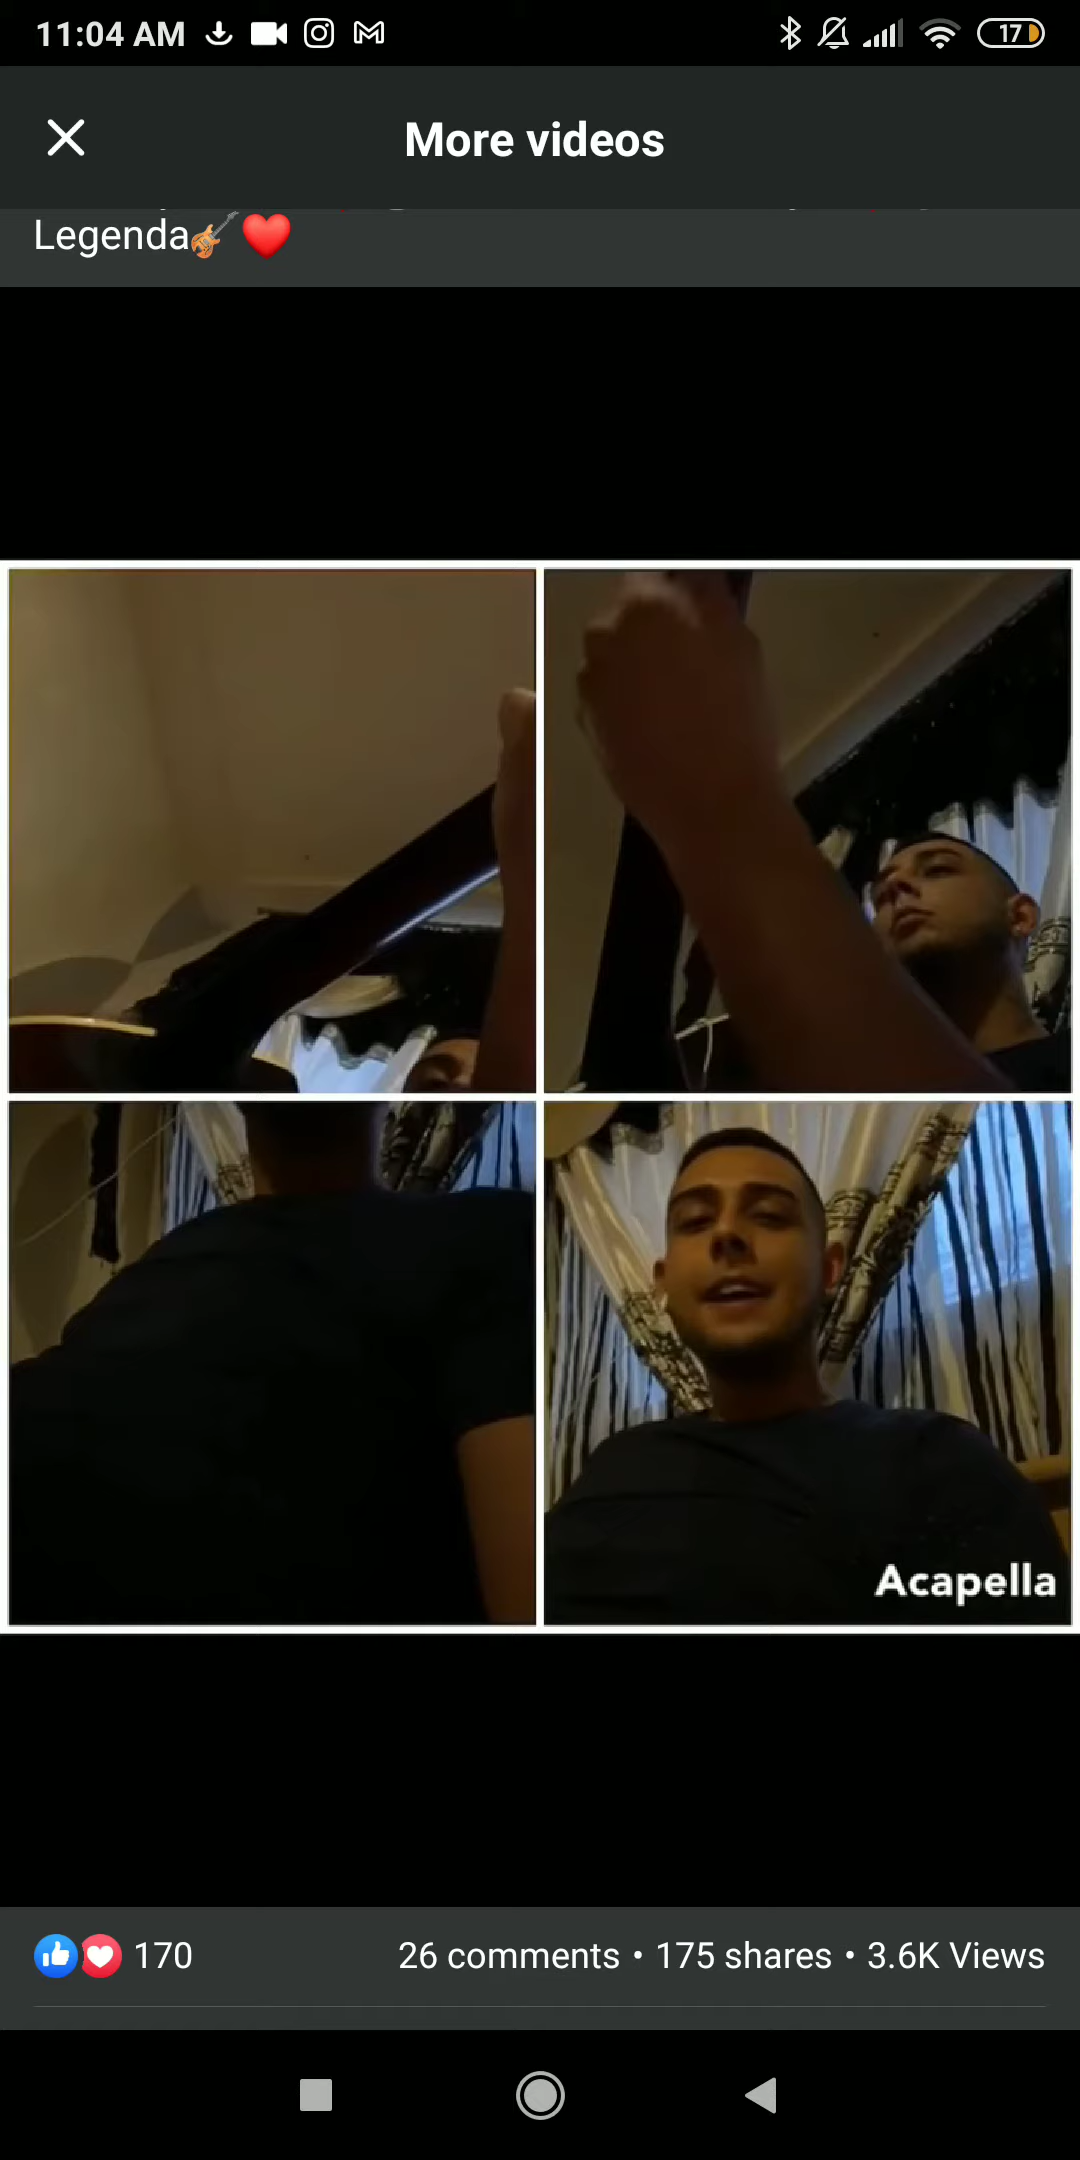 11:04 AM 17
More videos
Legenda🎸❤️
Acapella
170 26 comments • 175 shares • 3.6K Views